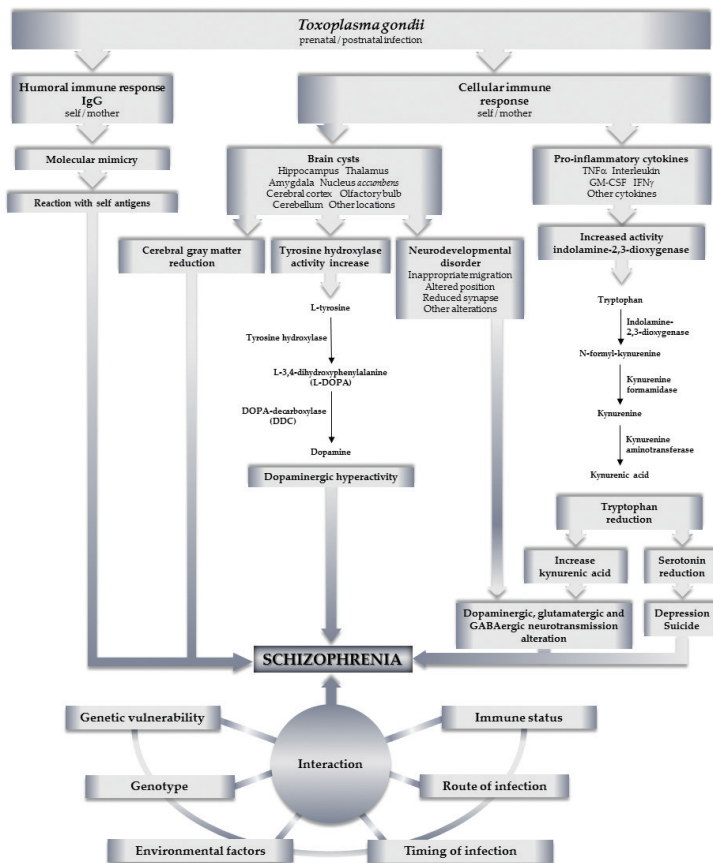 Toxoplasma gondii
prenatal/postnatal infection
Humoral immune response
IgG
self/mother
Cellular immune
response
self/mother
Molecular mimicry
Reaction with self antigens
Brain cysts
Hippocampus Thalamus
Amygdala Nucleus accumbens
Cerebral cortex Olfactory bulb
Cerebellum Other locations
Pro-inflammatory cytokines
TNFα Interleukin
GM-CSF IFNγ
Other cytokines
Cerebral gray matter
reduction
Tyrosine hydroxylase
activity increase
Neurodevelopmental
disorder
Inappropriate migration
Altered position
Reduced synapse
Other alterations
Increased activity
indolamine-2,3-dioxygenase
L-tyrosine
Tyrosine hydroxylase
L-3,4-dihydroxyphenylalanine
(L-DOPA)
DOPA-decarboxylase
(DDC)
Dopamine
Dopaminergic hyperactivity
Tryptophan
Indolamine-
2,3-dioxygenase
N-formyl-kynurenine
Kynurenine
formamidase
Kynurenine
Kynurenine
aminotransferase
Kynurenic acid
Tryptophan
reduction
Increase
kynurenic acid
Serotonin
reduction
Dopaminergic, glutamatergic and
GABAergic neurotransmission
alteration
Depression
Suicide
SCHIZOPHRENIA
Genetic vulnerability
Immune status
Interaction
Genotype
Route of infection
Environmental factors
Timing of infection